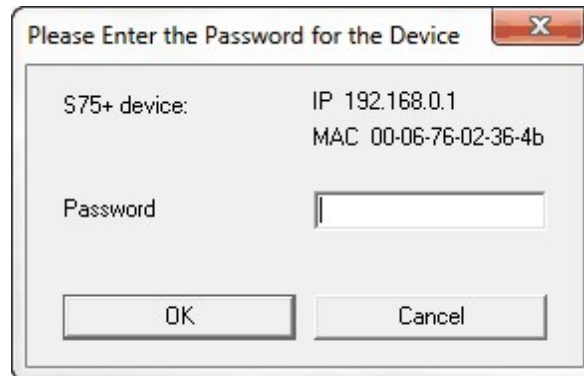 Please Enter the Password for the Device
S75+ device: IP 192.168.0.1
MAC 00-06-76-02-36-4b
Password
OK Cancel